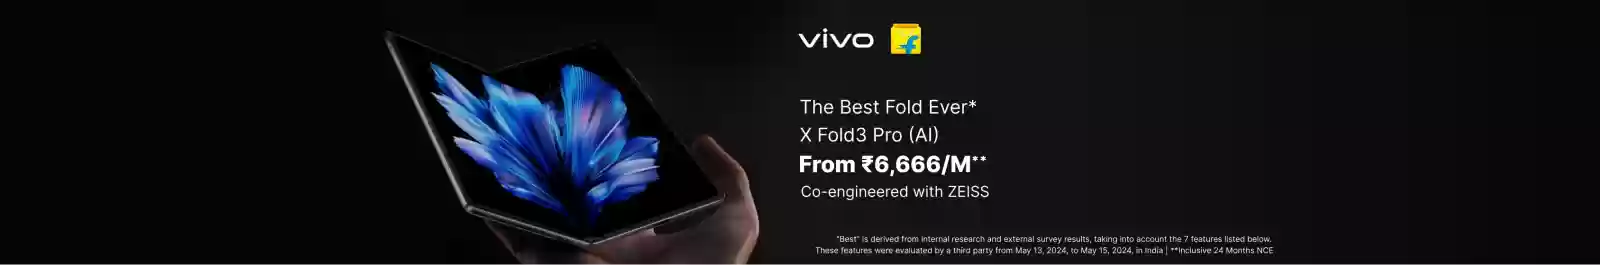 vivo
The Best Fold Ever*
X Fold3 Pro (AI)
From ₹6,666/M**
Co-engineered with ZEISS
"Best" is derived from internal research and external survey results, taking into account the 7 features listed below.
These features were evaluated by a third party from May 13, 2024, to May 15, 2024, in India | **Inclusive 24 Months NCE